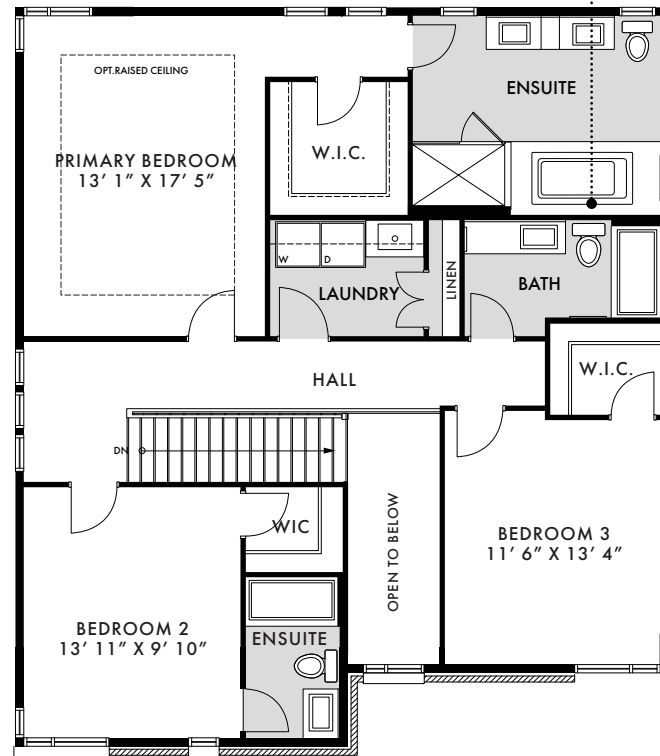 OPT.RAISED CEILING
ENSUITE
PRIMARY BEDROOM
13' 1" X 17' 5"
W.I.C.
W
D
LAUNDRY
LINEN
BATH
HALL
W.I.C.
DN
WIC
OPEN TO BELOW
BEDROOM 3
11' 6" X 13' 4"
BEDROOM 2
13' 11" X 9' 10"
ENSUITE